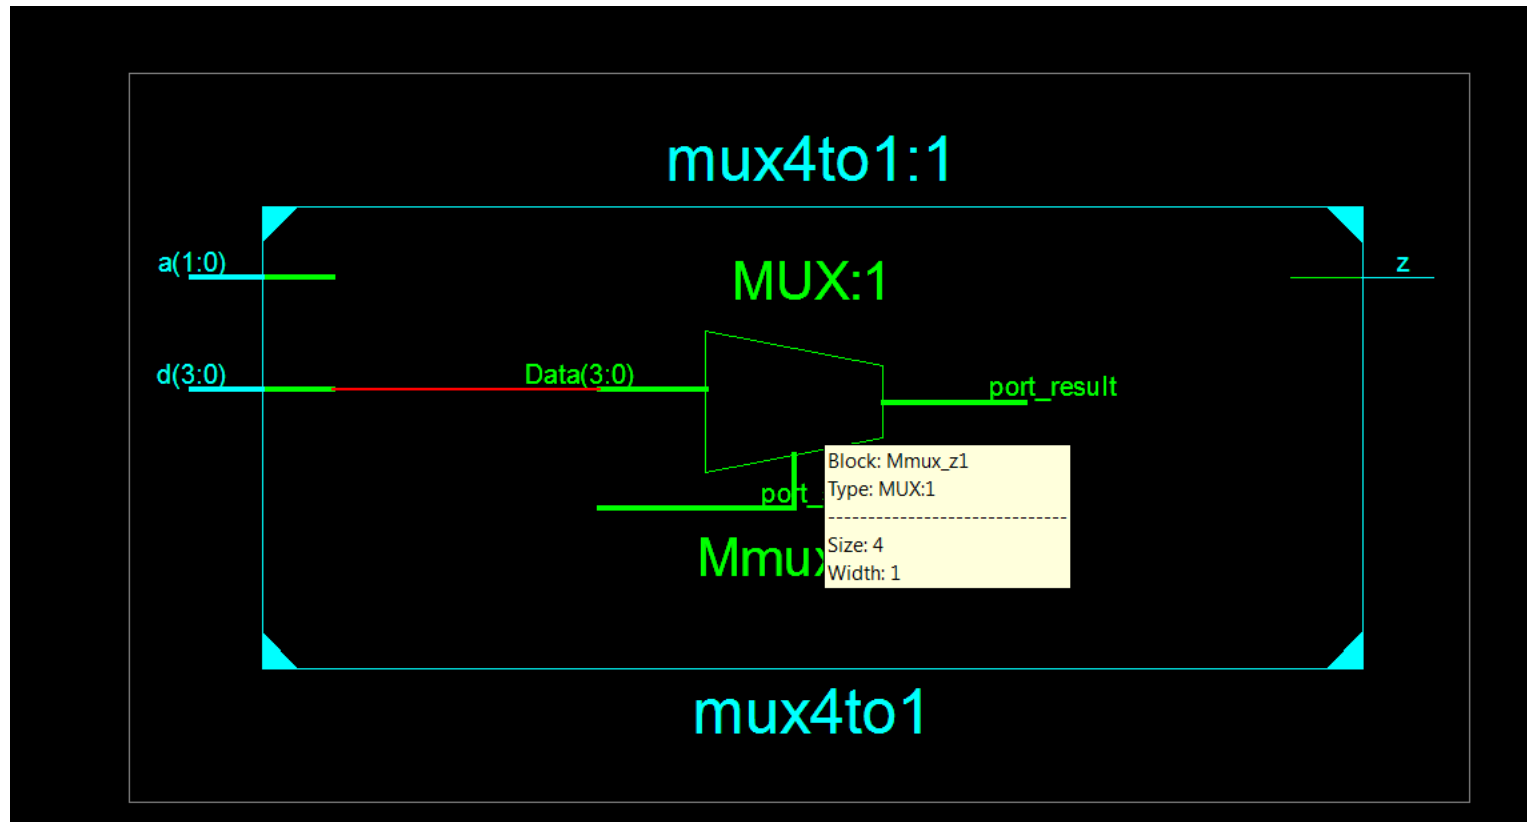 mux4to1:1
a(1:0)
MUX:1
z
d(3:0)
Data(3:0)
port_result
Block: Mmux_z1
Type: MUX:1
--------------------------------------
Size: 4
Width: 1
port_
mux4to1